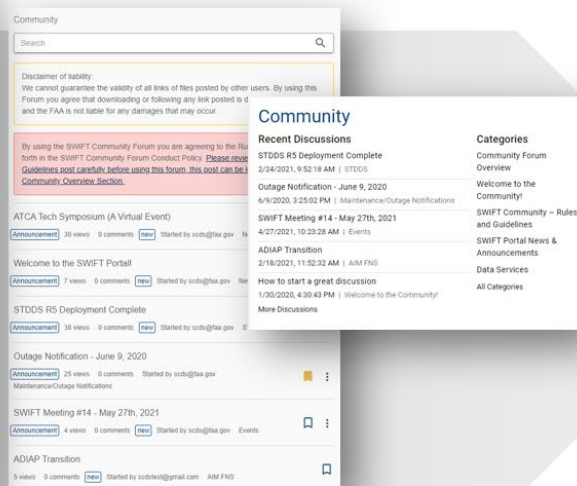 Community
Search
Disclaimer of liability:
We cannot guarantee the validity of all links of files posted by other users. By using this
Forum you agree that downloading or following any link posted is d
and the FAA is not liable for any damages that may occur.
By using the SWIFT Community Forum you are agreeing to the Ru
forth in the SWIFT Community Forum Conduct Policy. Please revie
Guidelines post carefully before using this forum, this post can be l
Community Overview Section.
ATCA Tech Symposium (A Virtual Event)
Announcement 30 views 0 comments new Started by scds@faa.gov N
Welcome to the SWIFT Portal!
Announcement 7 views 0 comments new Started by scds@faa.gov Ne
STDDS R5 Deployment Complete
Announcement 38 views 0 comments new Started by scds@faa.gov S
Outage Notification - June 9, 2020
Announcement 25 views 0 comments Started by scds@faa.gov
Maintenance/Outage Notifications
SWIFT Meeting #14 - May 27th, 2021
Announcement 4 views 0 comments new Started by scds@faa.gov Events
ADIAP Transition
5 views 0 comments new Started by scdstest@gmail.com AIM FNS
Community
Recent Discussions
STDDS R5 Deployment Complete
2/24/2021, 9:52:18 AM | STDDS
Outage Notification - June 9, 2020
6/9/2020, 3:25:02 PM | Maintenance/Outage Notifications
SWIFT Meeting #14 - May 27th, 2021
4/27/2021, 10:23:28 AM | Events
ADIAP Transition
2/18/2021, 11:52:32 AM | AIM FNS
How to start a great discussion
1/30/2020, 4:30:43 PM | Welcome to the Community!
More Discussions
Categories
Community Forum
Overview
Welcome to the
Community!
SWIFT Community – Rules
and Guidelines
SWIFT Portal News &
Announcements
Data Services
All Categories